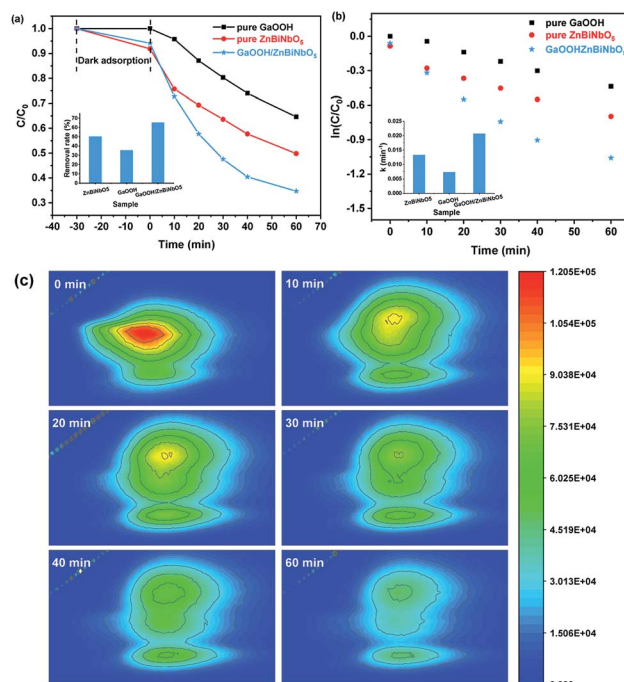 (a)
pure GaOOH
pure ZnBiNbO₅
GaOOH/ZnBiNbO₅
Dark adsorption
C/C₀
1.0
0.9
0.8
0.7
0.6
0.5
0.4
0.3
Removal rate (%)
70
60
50
40
30
20
10
0
ZnBiNbO5
GaOOH
GaOOH/ZnBiNbO5
Sample
-40 -30 -20 -10 0 10 20 30 40 50 60 70
Time (min)
(b)
pure GaOOH
pure ZnBiNbO₅
GaOOHZnBiNbO₅
ln(C/C₀)
0.0
-0.3
-0.6
-0.9
-1.2
-1.5
k (min⁻¹)
0.025
0.020
0.015
0.010
0.005
0.000
ZnBiNbO5
GaOOH
GaOOH/ZnBiNbO5
Sample
0 10 20 30 40 60
Time (min)
(c)
0 min
10 min
20 min
30 min
40 min
60 min
1.205E+05
1.054E+05
9.038E+04
7.531E+04
6.025E+04
4.519E+04
3.013E+04
1.506E+04